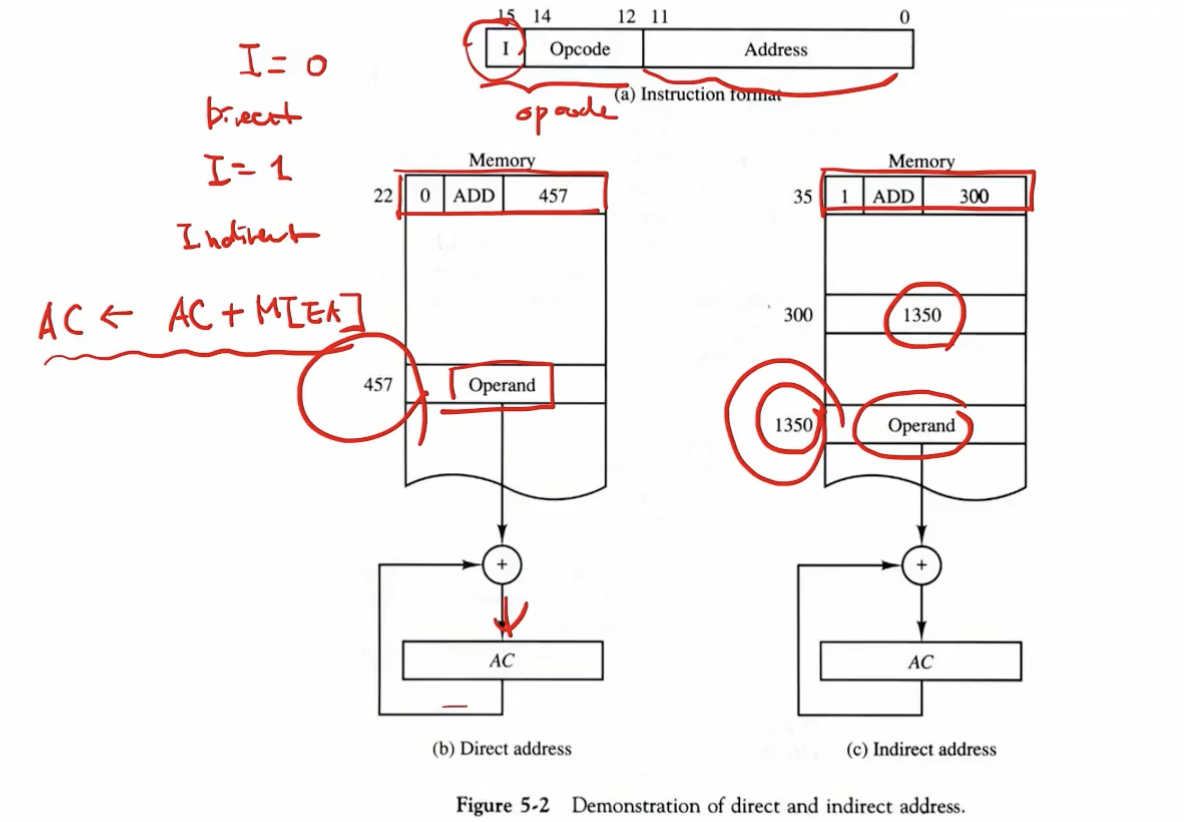 15 14 12 11 0
I Opcode Address
(a) Instruction format
opcode
I = 0
Direct
I = 1
Indirect
AC ← AC + M[EA]
Memory
22 0 ADD 457
457 Operand
+
AC
(b) Direct address
Memory
35 1 ADD 300
300 1350
1350 Operand
+
AC
(c) Indirect address
Figure 5-2 Demonstration of direct and indirect address.